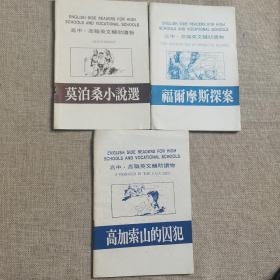 ENGLISH SIDE READERS FOR HIGH
SCHOOLS AND VOCATIONAL SCHOOLS
高中·高職英文輔助讀物
莫泊桑小說選
ENGLISH SIDE READERS FOR HIGH
SCHOOLS AND VOCATIONAL SCHOOLS
高中·高職英文輔助讀物
福爾摩斯探案
ENGLISH SIDE READERS FOR HIGH
SCHOOLS AND VOCATIONAL SCHOOLS
高中·高職英文輔助讀物
A PRISONER IN THE CAUCASUS
高加索山的囚犯